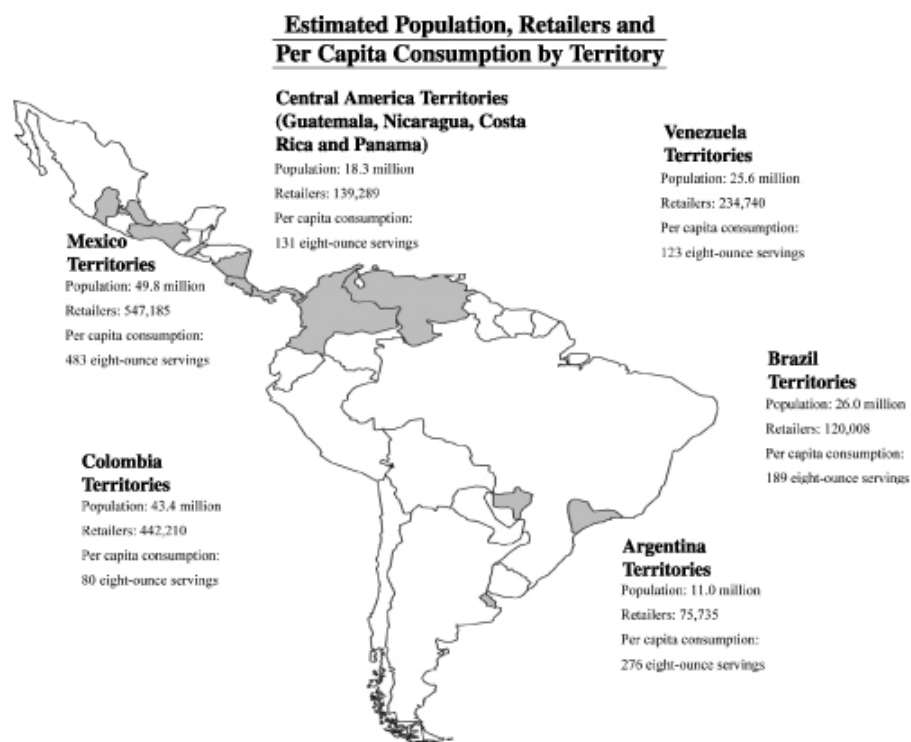 Estimated Population, Retailers and
Per Capita Consumption by Territory
Central America Territories
(Guatemala, Nicaragua, Costa
Rica and Panama)
Population: 18.3 million
Retailers: 139,289
Per capita consumption:
131 eight-ounce servings
Venezuela
Territories
Population: 25.6 million
Retailers: 234,740
Per capita consumption:
123 eight-ounce servings
Mexico
Territories
Population: 49.8 million
Retailers: 547,185
Per capita consumption:
483 eight-ounce servings
Brazil
Territories
Population: 26.0 million
Retailers: 120,008
Per capita consumption:
189 eight-ounce servings
Colombia
Territories
Population: 43.4 million
Retailers: 442,210
Per capita consumption:
80 eight-ounce servings
Argentina
Territories
Population: 11.0 million
Retailers: 75,735
Per capita consumption:
276 eight-ounce servings